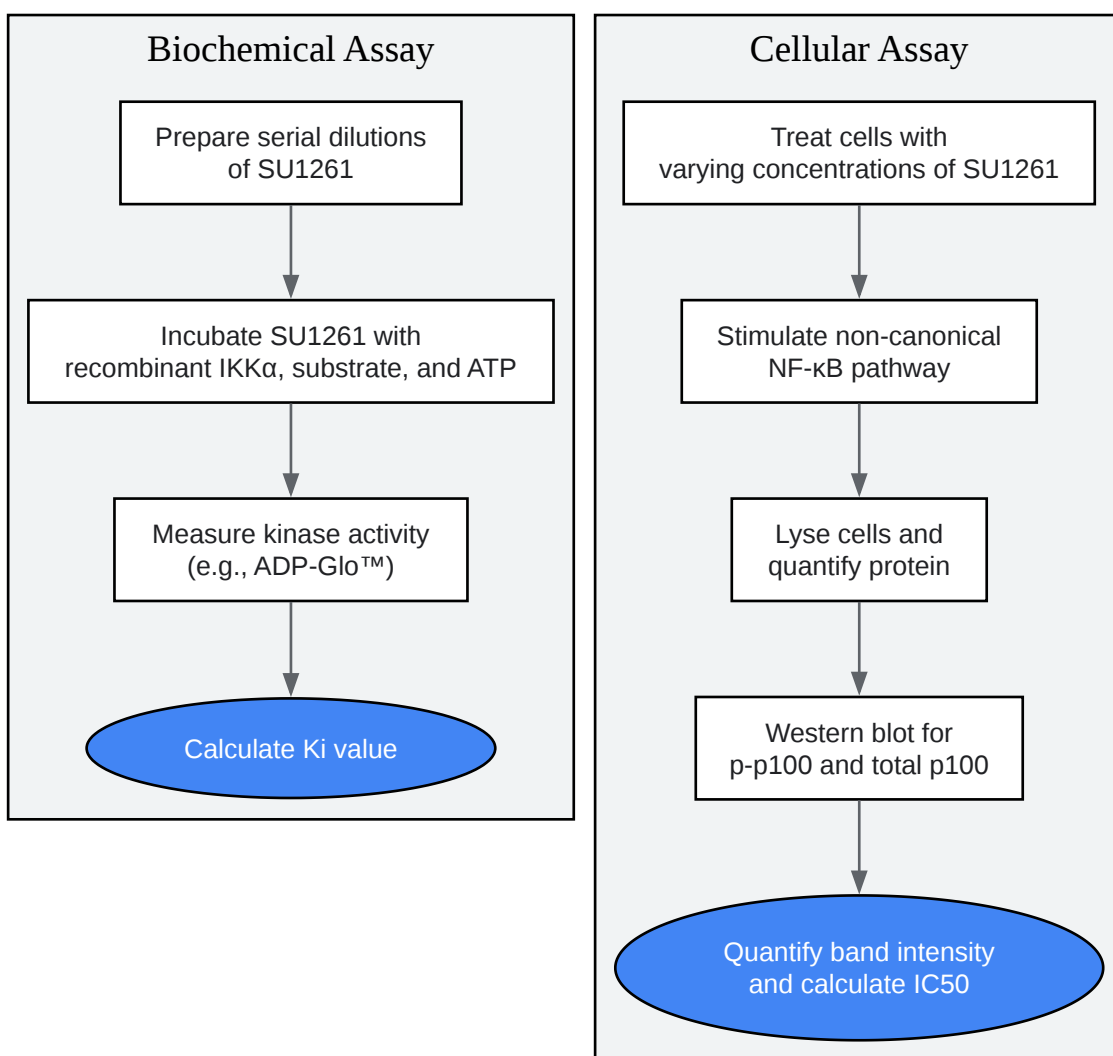 Biochemical Assay
Prepare serial dilutions
of SU1261
Incubate SU1261 with
recombinant IKKα, substrate, and ATP
Measure kinase activity
(e.g., ADP-Glo™)
Calculate Ki value
Cellular Assay
Treat cells with
varying concentrations of SU1261
Stimulate non-canonical
NF-κB pathway
Lyse cells and
quantify protein
Western blot for
p-p100 and total p100
Quantify band intensity
and calculate IC50